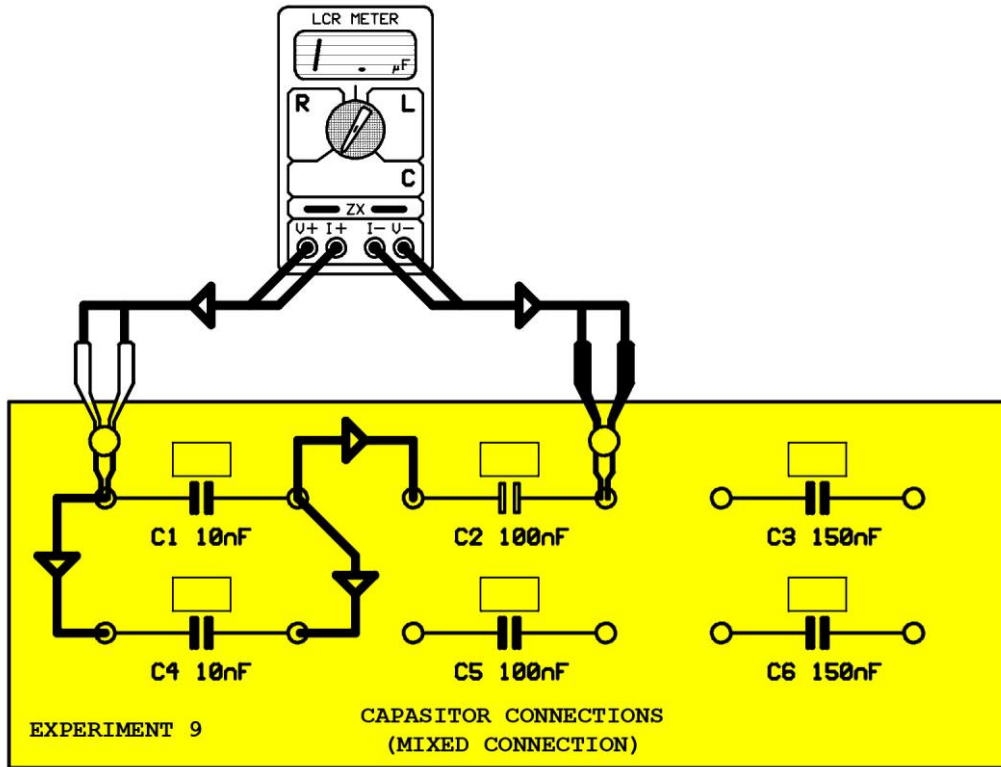 LCR METER
1. µF
R L
C
ZX
V+ I+ I- V-
C1 10nF
C2 100nF
C3 150nF
C4 10nF
C5 100nF
C6 150nF
EXPERIMENT 9
CAPASITOR CONNECTIONS
(MIXED CONNECTION)